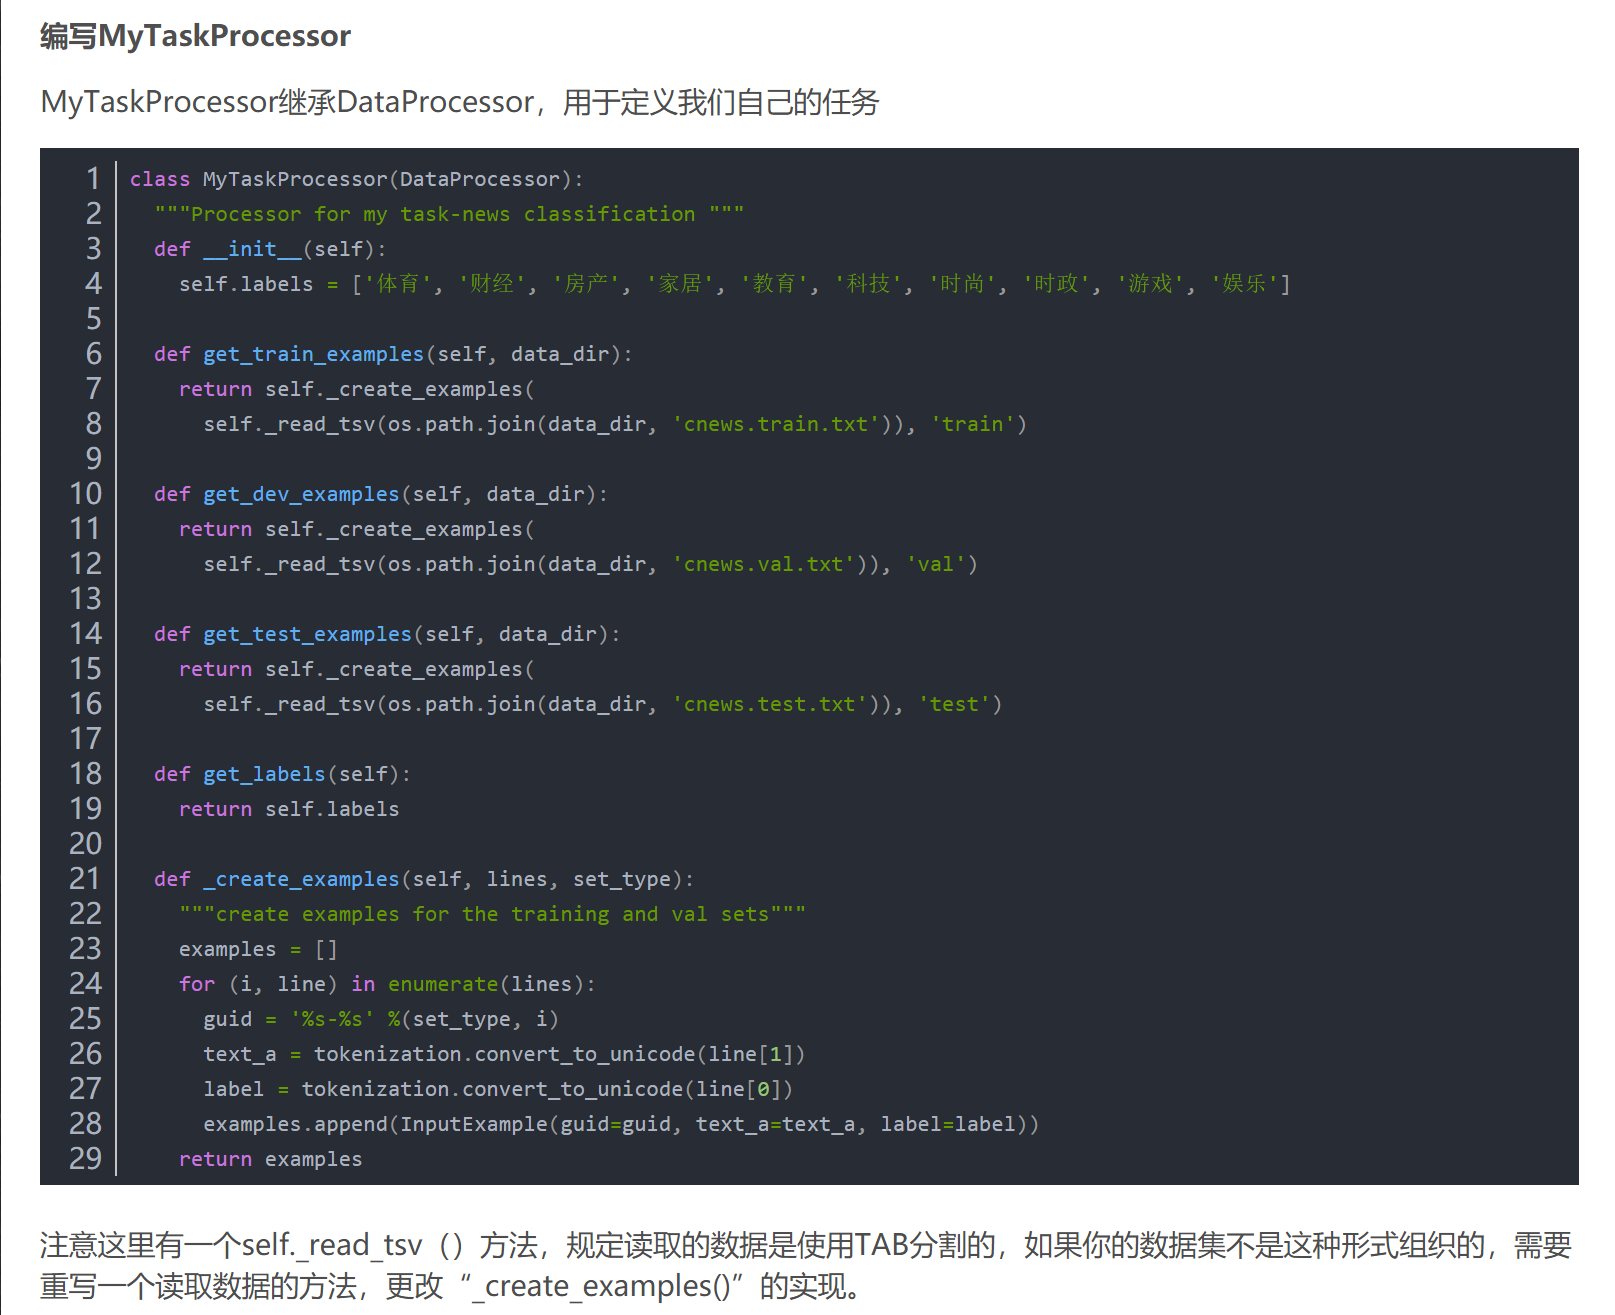 编写MyTaskProcessor
MyTaskProcessor继承DataProcessor，用于定义我们自己的任务
1 class MyTaskProcessor(DataProcessor):
2   """Processor for my task-news classification """
3   def __init__(self):
4     self.labels = ['体育', '财经', '房产', '家居', '教育', '科技', '时尚', '时政', '游戏', '娱乐']
5
6   def get_train_examples(self, data_dir):
7     return self._create_examples(
8       self._read_tsv(os.path.join(data_dir, 'cnews.train.txt')), 'train')
9
10   def get_dev_examples(self, data_dir):
11     return self._create_examples(
12       self._read_tsv(os.path.join(data_dir, 'cnews.val.txt')), 'val')
13
14   def get_test_examples(self, data_dir):
15     return self._create_examples(
16       self._read_tsv(os.path.join(data_dir, 'cnews.test.txt')), 'test')
17
18   def get_labels(self):
19     return self.labels
20
21   def _create_examples(self, lines, set_type):
22     """create examples for the training and val sets"""
23     examples = []
24     for (i, line) in enumerate(lines):
25       guid = '%s-%s' %(set_type, i)
26       text_a = tokenization.convert_to_unicode(line[1])
27       label = tokenization.convert_to_unicode(line[0])
28       examples.append(InputExample(guid=guid, text_a=text_a, label=label))
29     return examples
注意这里有一个self._read_tsv（）方法，规定读取的数据是使用TAB分割的，如果你的数据集不是这种形式组织的，需要
重写一个读取数据的方法，更改“_create_examples()”的实现。